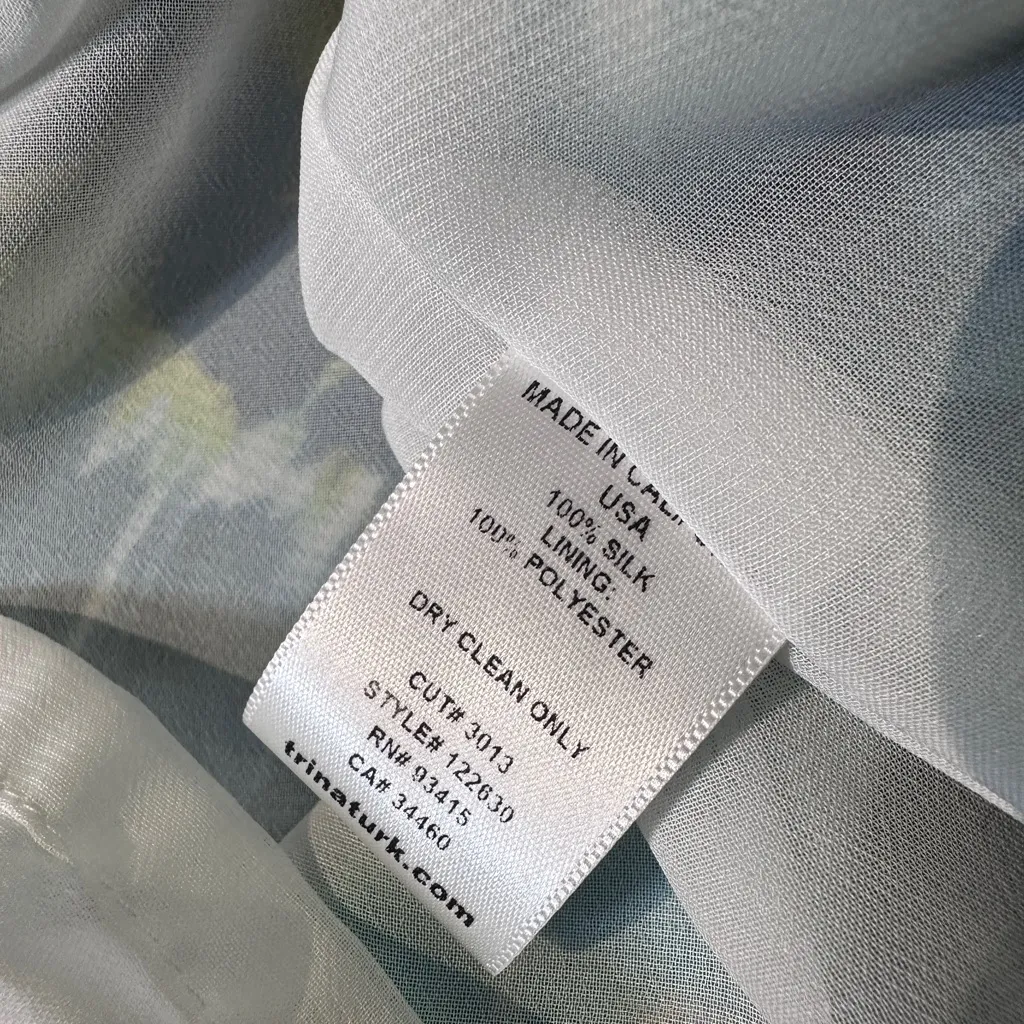 MADE IN
USA
100% SILK
LINING:
100% POLYESTER
DRY CLEAN ONLY
CUT# 3013
STYLE# 122630
RN# 93415
CA# 34460
trinaturk.com